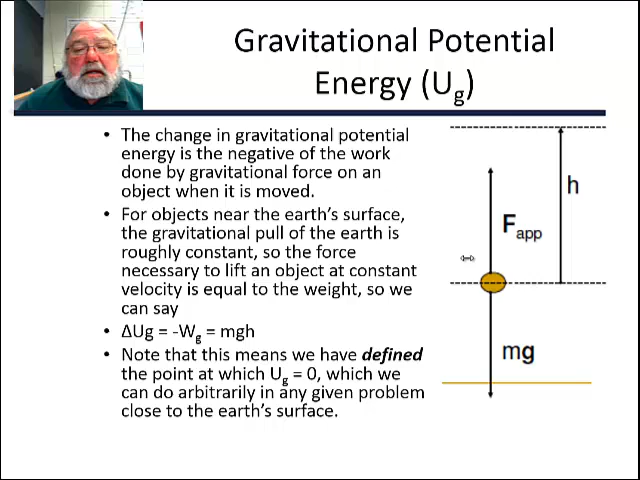 Gravitational Potential
Energy (Ug)
• The change in gravitational potential
energy is the negative of the work
done by gravitational force on an
object when it is moved.
• For objects near the earth's surface,
the gravitational pull of the earth is
roughly constant, so the force
necessary to lift an object at constant
velocity is equal to the weight, so we
can say
• ΔUg = -Wg = mgh
• Note that this means we have defined
the point at which Ug = 0, which we
can do arbitrarily in any given problem
close to the earth's surface.
h
Fapp
mg